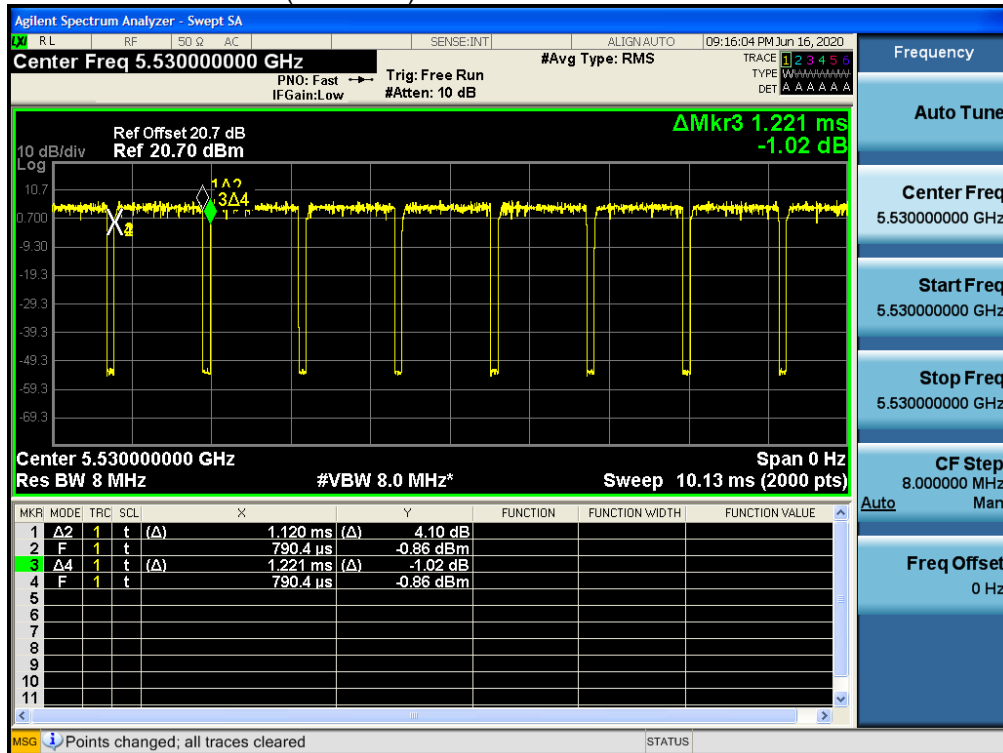 Agilent Spectrum Analyzer - Swept SA
LXI RL RF 50 Ω AC SENSE:INT ALIGN AUTO 09:16:04 PM Jun 16, 2020
Center Freq 5.530000000 GHz #Avg Type: RMS TRACE 1 2 3 4 5 6
PNO: Fast Trig: Free Run TYPE W
IFGain:Low #Atten: 10 dB DET A A A A A A
Frequency
Auto Tune
Ref Offset 20.7 dB ΔMkr3 1.221 ms
10 dB/div Ref 20.70 dBm -1.02 dB
Log
10.7
0.700
-9.30
-19.3
-29.3
-39.3
-49.3
-59.3
-69.3
1Δ2
3Δ4
Center Freq
5.530000000 GHz
Start Freq
5.530000000 GHz
Stop Freq
5.530000000 GHz
CF Step
8.000000 MHz
Auto Man
Freq Offset
0 Hz
Center 5.530000000 GHz Span 0 Hz
Res BW 8 MHz #VBW 8.0 MHz* Sweep 10.13 ms (2000 pts)
MKR MODE TRC SCL X Y FUNCTION FUNCTION WIDTH FUNCTION VALUE
1 Δ2 1 t (Δ) 1.120 ms (Δ) 4.10 dB
2 F 1 t 790.4 µs -0.86 dBm
3 Δ4 1 t (Δ) 1.221 ms (Δ) -1.02 dB
4 F 1 t 790.4 µs -0.86 dBm
5
6
7
8
9
10
11
MSG Points changed; all traces cleared STATUS